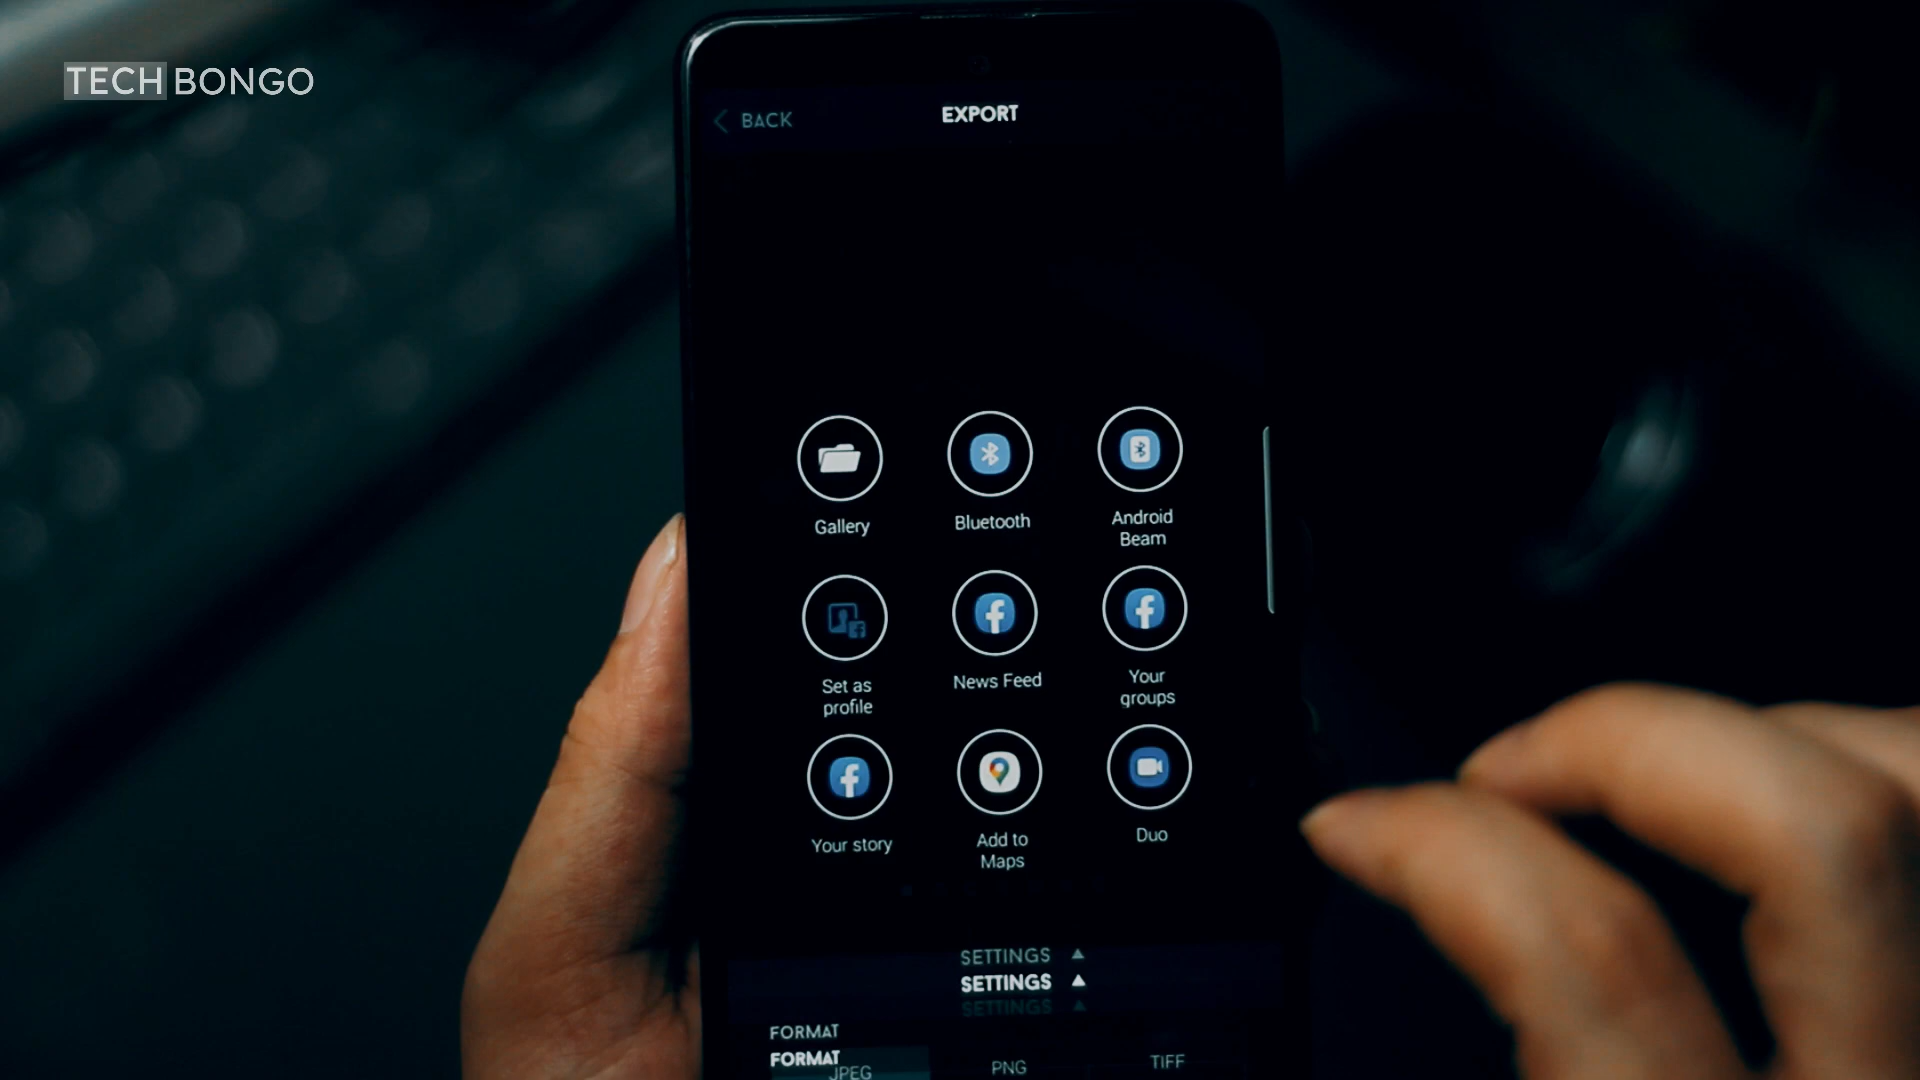 TECH BONGO
BACK
EXPORT
Gallery
Bluetooth
Android
Beam
Set as
profile
News Feed
Your
groups
Your story
Add to
Maps
Duo
SETTINGS
SETTINGS
SETTINGS
FORMAT
FORMAT
JPEG
PNG
TIFF